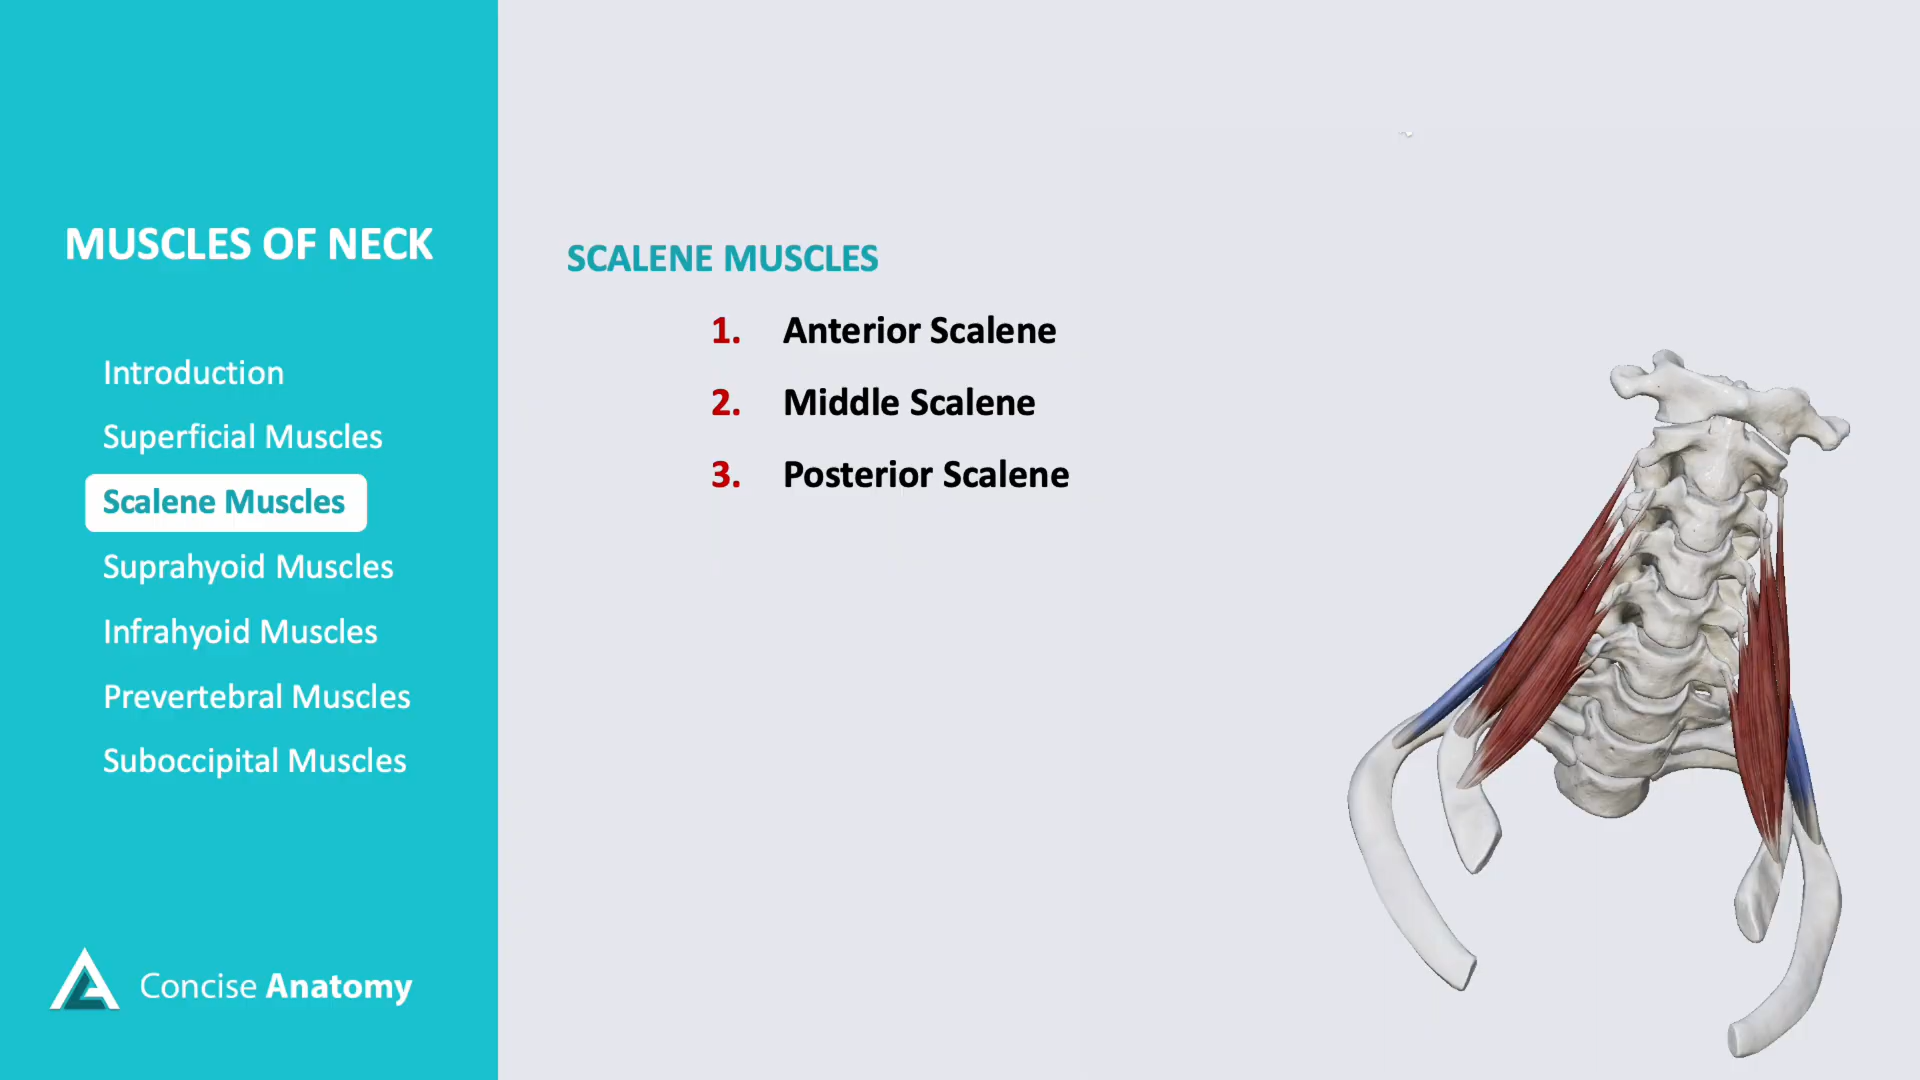 MUSCLES OF NECK
Introduction
Superficial Muscles
Scalene Muscles
Suprahyoid Muscles
Infrahyoid Muscles
Prevertebral Muscles
Suboccipital Muscles
Concise Anatomy
SCALENE MUSCLES
1. Anterior Scalene
2. Middle Scalene
3. Posterior Scalene